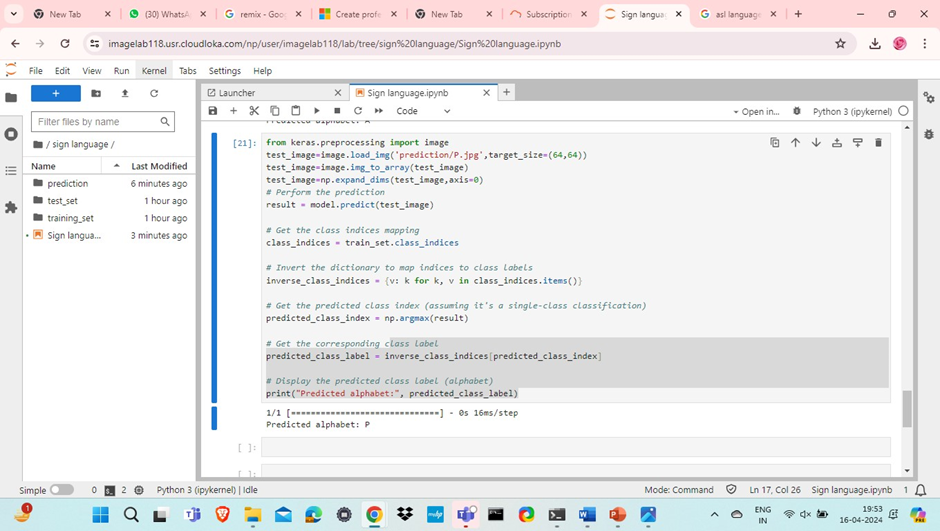 New Tab
(30) WhatsA
remix - Goo
Create profe
New Tab
Subscription
Sign langua
asl language
imagelab118.usr.cloudloka.com/np/user/imagelab118/lab/tree/sign%20language/Sign%20language.ipynb
File Edit View Run Kernel Tabs Settings Help
Launcher
Sign language.ipynb
Code
Open in...
Python 3 (ipykernel)
Filter files by name
/ sign language /
Name Last Modified
prediction 6 minutes ago
test_set 1 hour ago
training_set 1 hour ago
Sign langua... 3 minutes ago
[21]:
from keras.preprocessing import image
test_image=image.load_img('prediction/P.jpg',target_size=(64,64))
test_image=image.img_to_array(test_image)
test_image=np.expand_dims(test_image,axis=0)
# Perform the prediction
result = model.predict(test_image)
# Get the class indices mapping
class_indices = train_set.class_indices
# Invert the dictionary to map indices to class labels
inverse_class_indices = {v: k for k, v in class_indices.items()}
# Get the predicted class index (assuming it's a single-class classification)
predicted_class_index = np.argmax(result)
# Get the corresponding class label
predicted_class_label = inverse_class_indices[predicted_class_index]
# Display the predicted class label (alphabet)
print("Predicted alphabet:", predicted_class_label)
1/1 [==============================] - 0s 16ms/step
Predicted alphabet: P
[ ]:
[ ]:
Simple 0 2 Python 3 (ipykernel) | Idle
Mode: Command Ln 17, Col 26 Sign language.ipynb 1
ENG
IN
19:53
16-04-2024